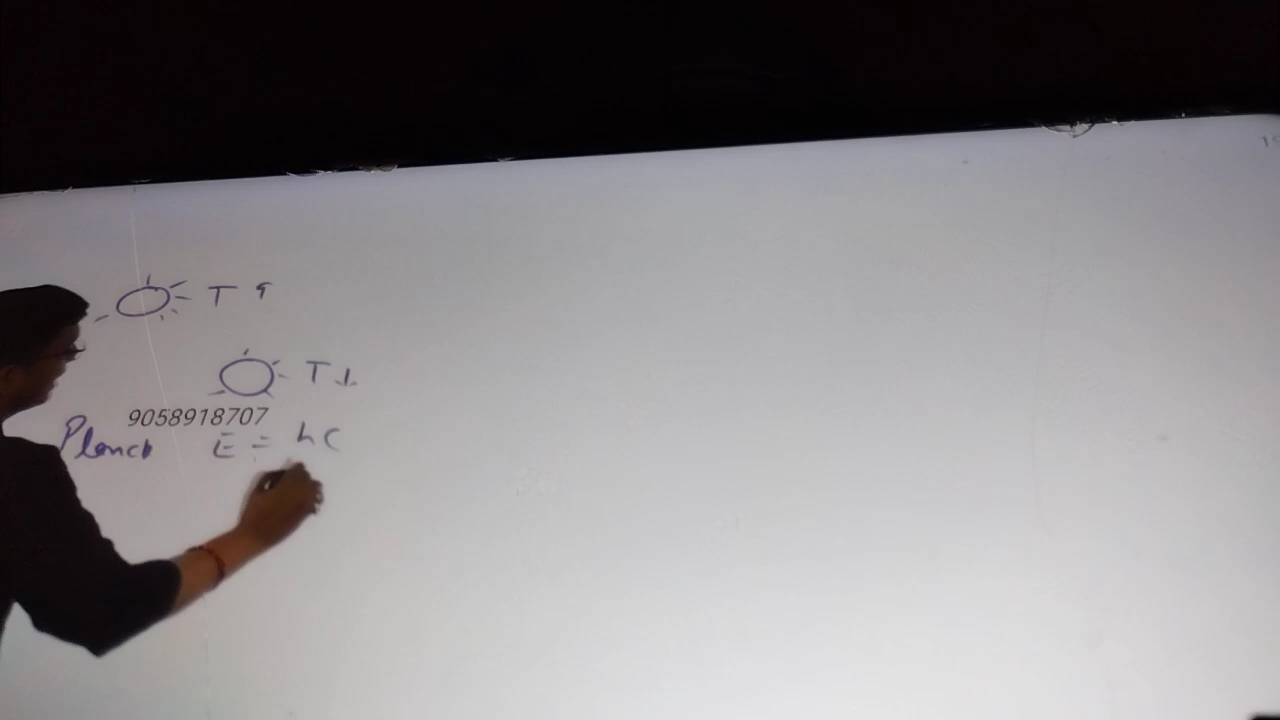 T ↑
T ↓
9058918707
Planck E = hc